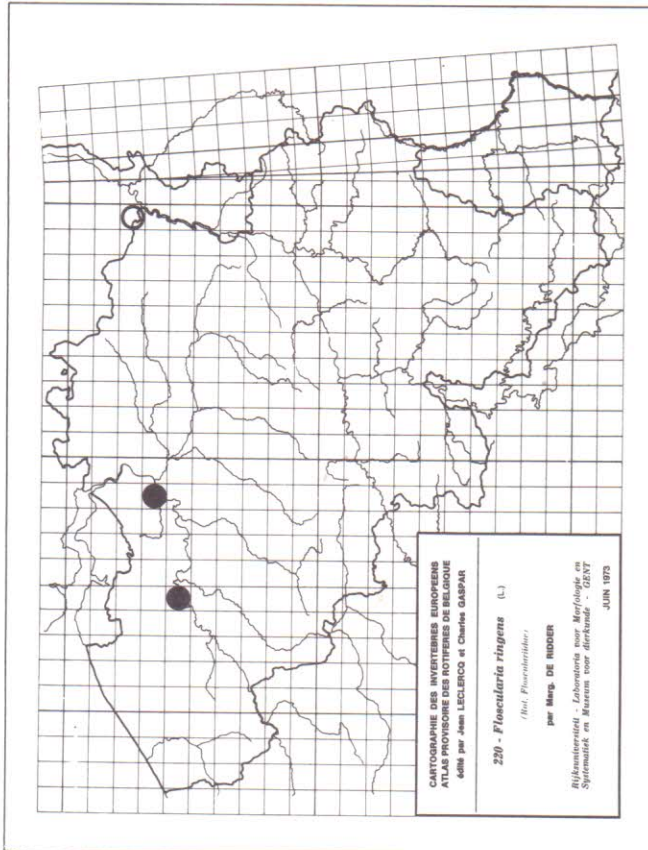 CARTOGRAPHIE DES INVERTEBRES EUROPEENS
ATLAS PROVISOIRE DES ROTIFERES DE BELGIQUE
édité par Jean LECLERCQ et Charles GASPAR
220 - Floscularia ringens (L.)
(Rot. Flosculariidae)
par Marg. DE RIDDER
Rijksuniversiteit - Laboratoria voor Morfologie en
Systematiek en Museum voor dierkunde - GENT
JUIN 1973